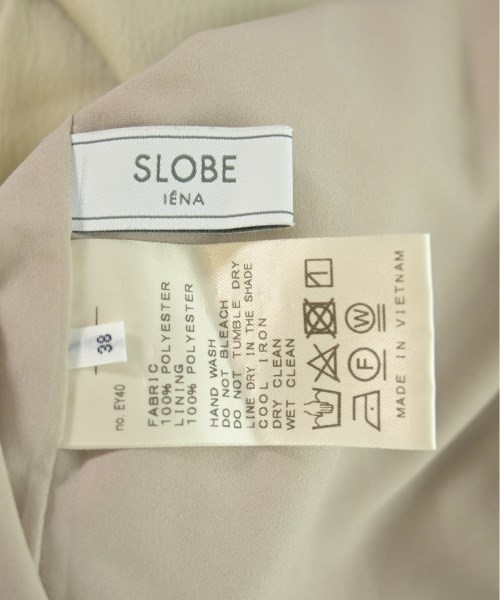 SLOBE
IÉNA
38
no. EY40
FABRIC
100% POLYESTER
LINING
100% POLYESTER
HAND WASH
DO NOT BLEACH
DO NOT TUMBLE DRY
LINE DRY IN THE SHADE
COOL IRON
DRY CLEAN
WET CLEAN
F
W
MADE IN VIETNAM